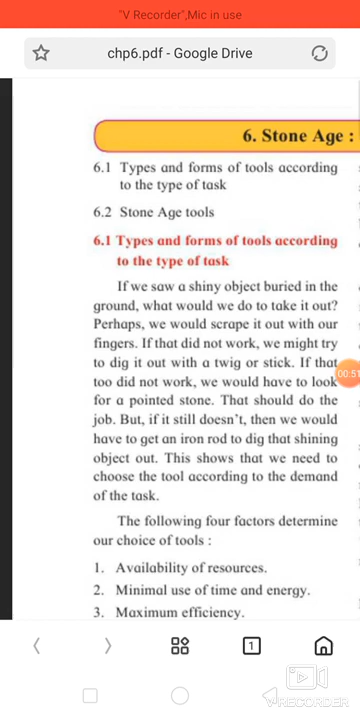 "V Recorder",Mic in use
chp6.pdf - Google Drive
6. Stone Age :
6.1 Types and forms of tools according
to the type of task
6.2 Stone Age tools
6.1 Types and forms of tools according
to the type of task
If we saw a shiny object buried in the
ground, what would we do to take it out?
Perhaps, we would scrape it out with our
fingers. If that did not work, we might try
to dig it out with a twig or stick. If that
too did not work, we would have to look
00:51
for a pointed stone. That should do the
job. But, if it still doesn't, then we would
have to get an iron rod to dig that shining
object out. This shows that we need to
choose the tool according to the demand
of the task.
The following four factors determine
our choice of tools :
1. Availability of resources.
2. Minimal use of time and energy.
3. Maximum efficiency.
1
V RECORDER